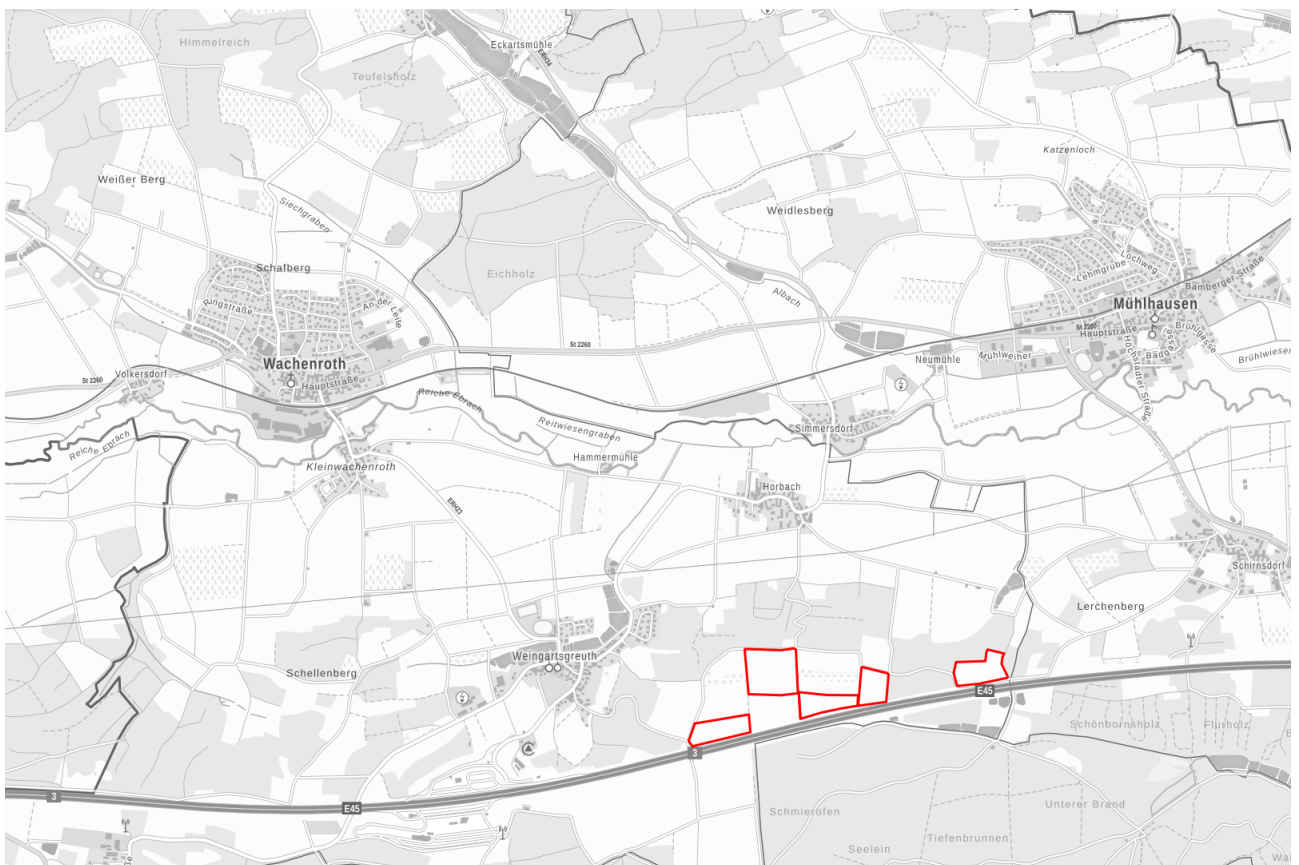 Himmelreich
Eckartsmühle
ERH34
Teufelsholz
Katzenloch
Weißer Berg
Siechgraben
Weidlesberg
Schafberg
Eichholz
Lochweg
Lehmgrube
Bamberger Straße
Albach
Ringstraße
An der Leite
Mühlhausen
St 2260
Hauptstraße
Brühlgasse
St 2260
Badg
Wachenroth
Neumühle
Mühlweiher
Höchstadter Straße
Brühlwiesen
Volkersdorf
St 2260
Hauptstraße
Reiche Ebrach
Reitwiesengraben
Simmersdorf
Reiche Ebrach
Hammermühle
Kleinwachenroth
Horbach
ERH23
Schirnsdorf
Lerchenberg
Weingartsgreuth
Schellenberg
E45
Schönbornsholz
Flusholz
3
3
E45
Schmierofen
Unterer Brand
Tiefenbrunnen
Seelein